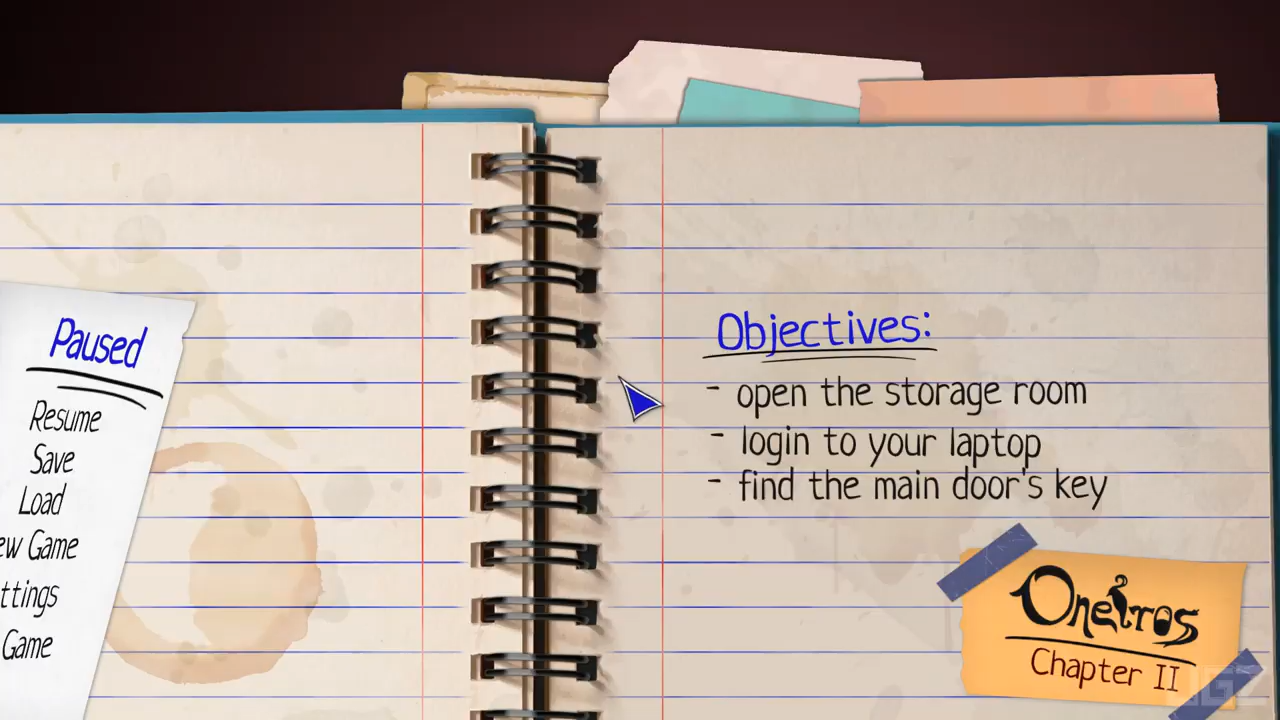 Paused
Resume
Save
Load
ew Game
ttings
Game
Objectives:
- open the storage room
- login to your laptop
- find the main door's key
Oneiros
Chapter II